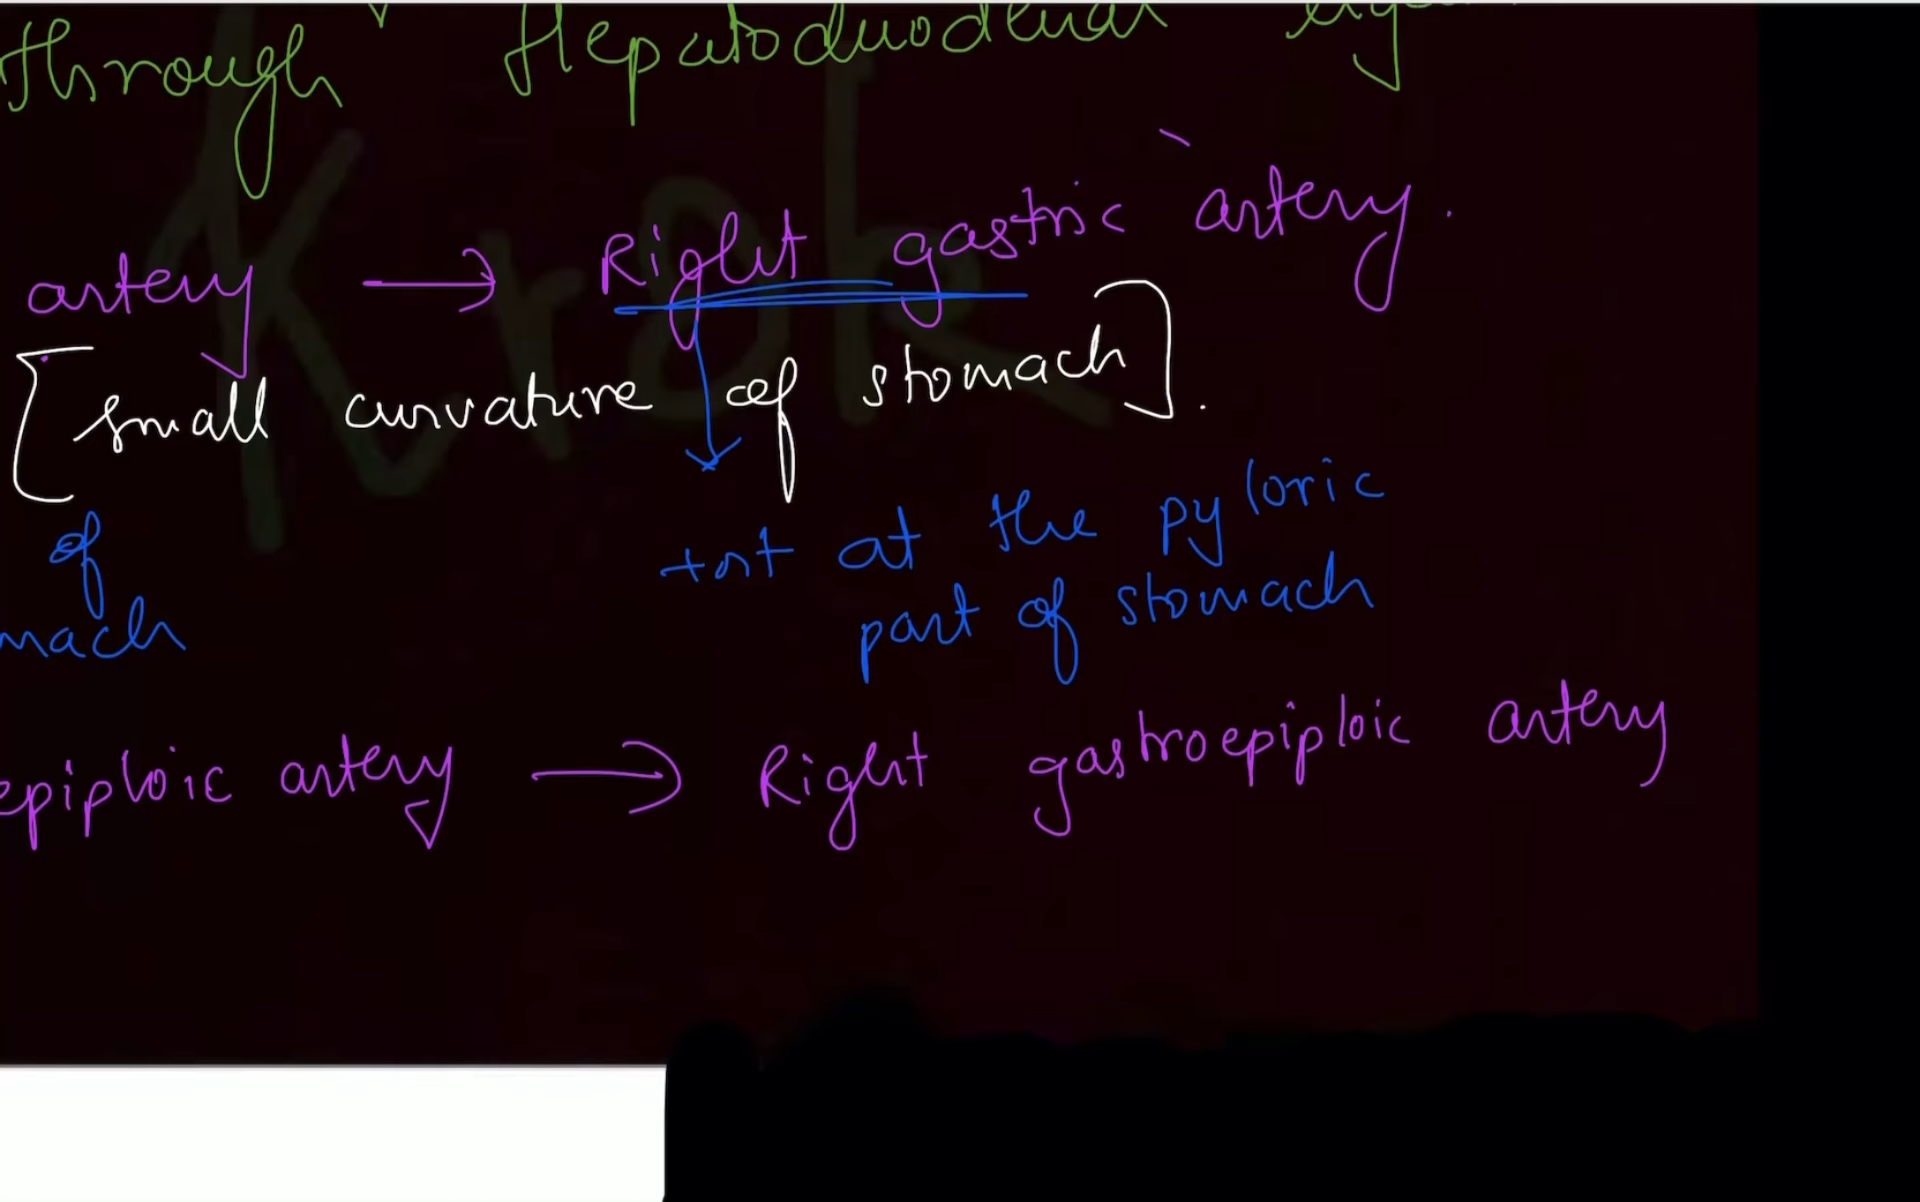 through Hepatoduodenal
artery → Right gastric artery.
[small curvature of stomach].
of at the pyloric
mach part of stomach
epiploic artery → Right gastroepiploic artery
Krok